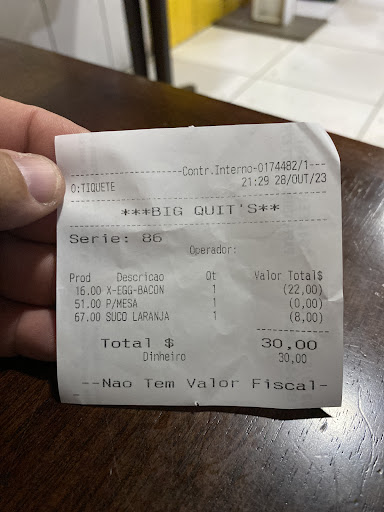 Contr.Interno-0174482/1---
0:TIQUETE 21:29 28/OUT/23
***BIG QUIT'S**
Serie: 86
Operador:
Prod Descricao Qt Valor Total$
16.00 X-EGG-BACON 1 (22,00)
51.00 P/MESA 1 (0,00)
67.00 SUCO LARANJA 1 (8,00)
Total $ 30,00
Dinheiro 30,00
--Nao Tem Valor Fiscal-